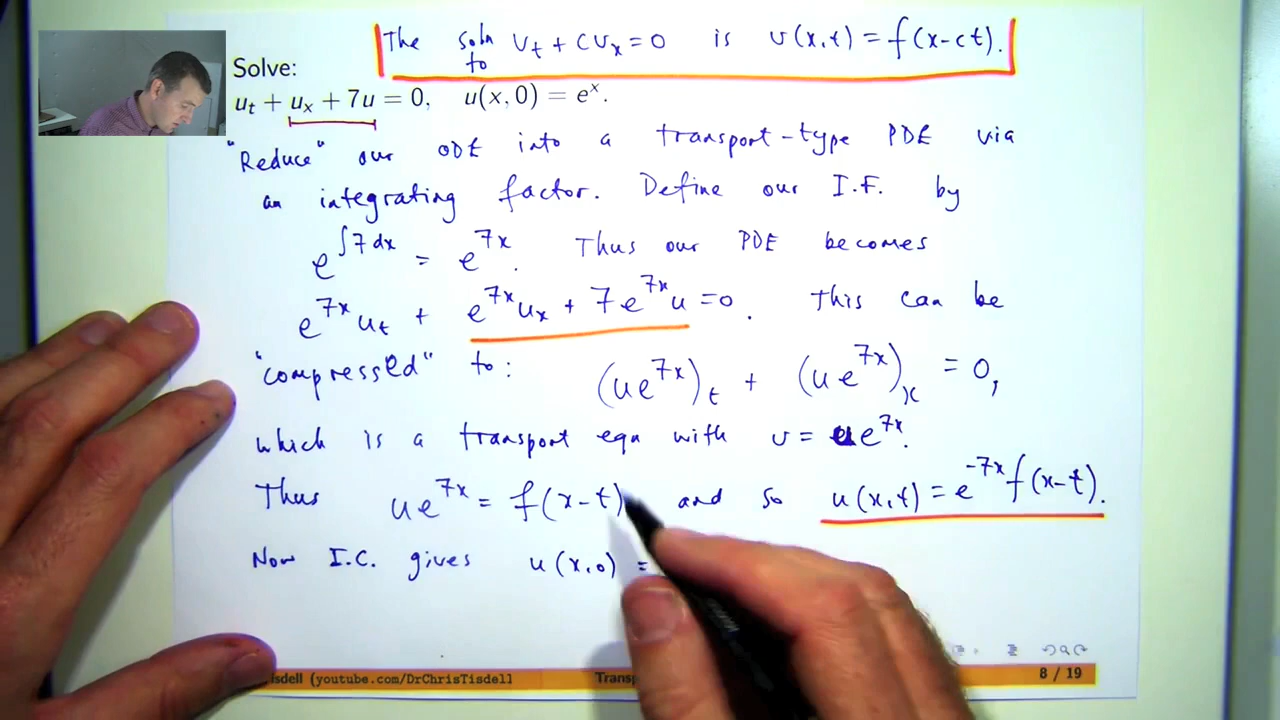 The soln to v_t + cv_x = 0 is v(x,t) = f(x-ct).
Solve:
u_t + u_x + 7u = 0, u(x, 0) = e^x.
"Reduce" our ODE into a transport-type PDE via
an integrating factor. Define our I.F. by
e^{∫7dx} = e^{7x}. Thus our PDE becomes
e^{7x}u_t + e^{7x}u_x + 7e^{7x}u = 0. This can be
"compressed" to: (ue^{7x})_t + (ue^{7x})_x = 0,
which is a transport eqn with v = ue^{7x}.
Thus ue^{7x} = f(x-t) and so u(x,t) = e^{-7x}f(x-t).
Now I.C. gives u(x,0) =
isdell (youtube.com/DrChrisTisdell Trans 8 / 19